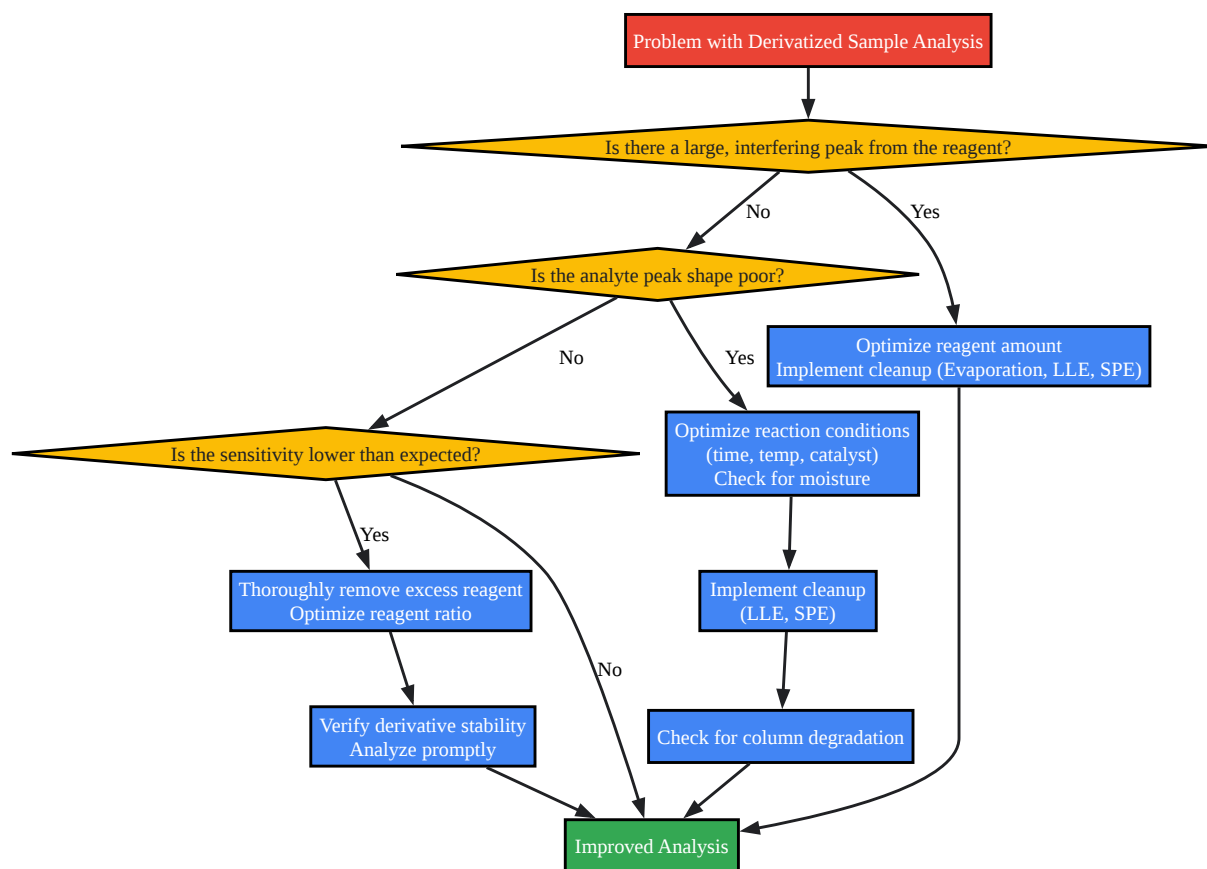 Problem with Derivatized Sample Analysis
Is there a large, interfering peak from the reagent?
No
Yes
Is the analyte peak shape poor?
Optimize reagent amount
Implement cleanup (Evaporation, LLE, SPE)
No
Yes
Optimize reaction conditions
(time, temp, catalyst)
Check for moisture
Is the sensitivity lower than expected?
Yes
Thoroughly remove excess reagent
Optimize reagent ratio
Implement cleanup
(LLE, SPE)
No
Verify derivative stability
Analyze promptly
Check for column degradation
Improved Analysis